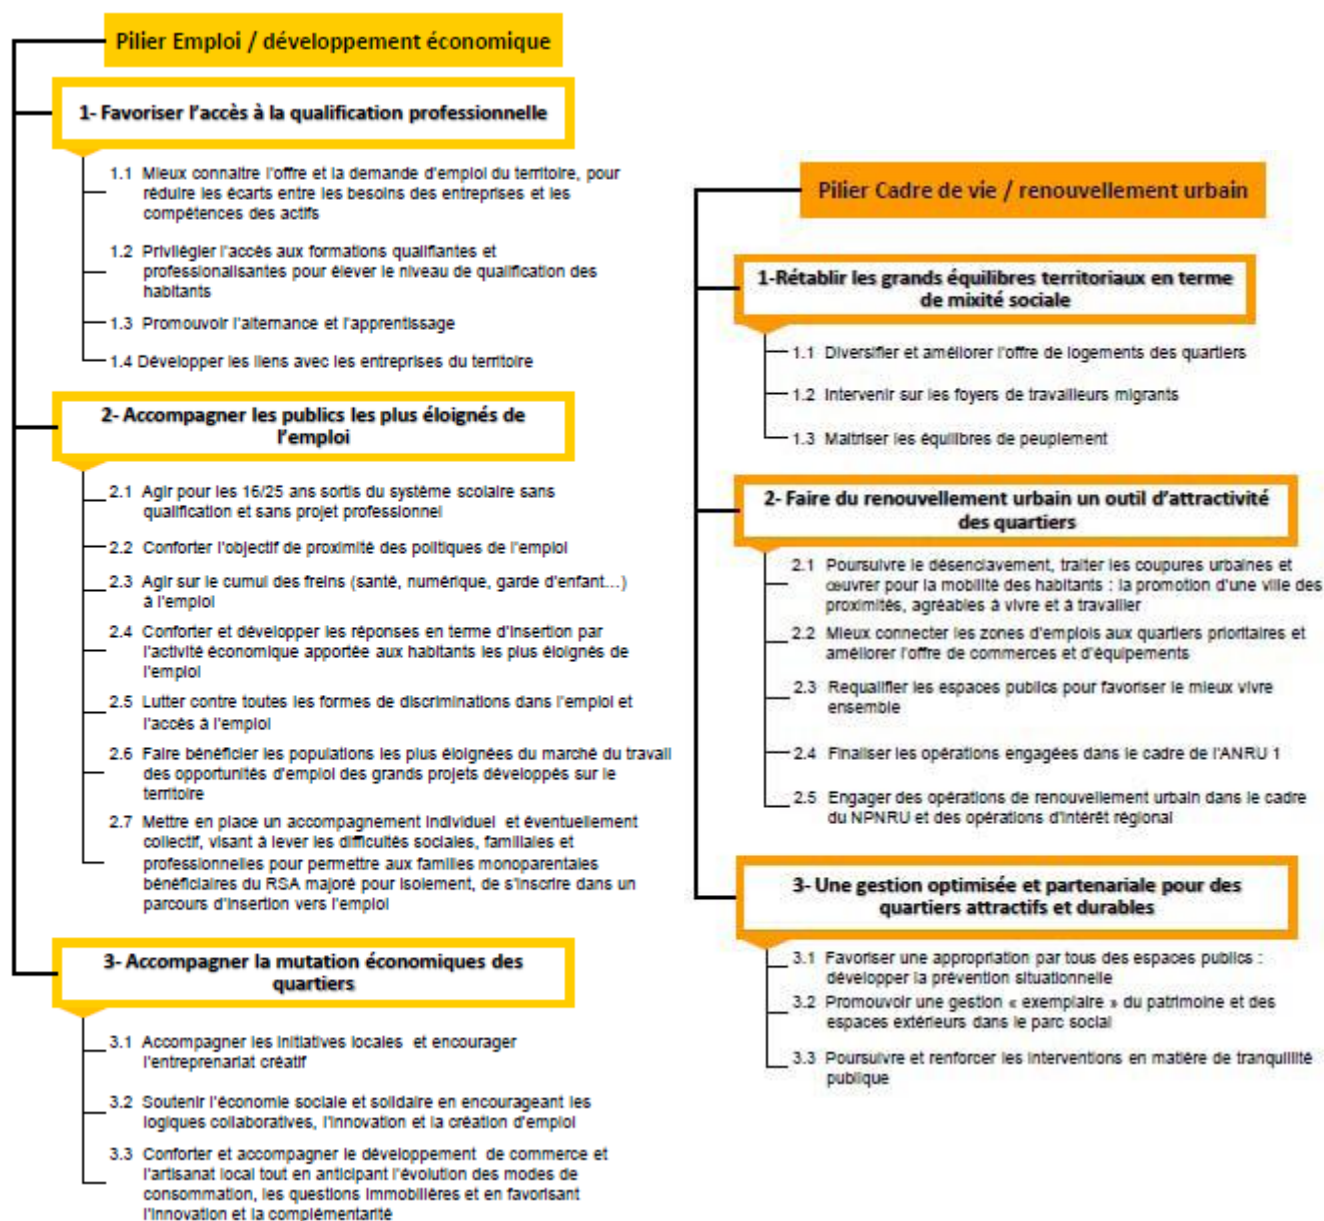 Pilier Emploi / développement économique
1- Favoriser l'accès à la qualification professionnelle
1.1 Mieux connaitre l'offre et la demande d'emploi du territoire, pour
réduire les écarts entre les besoins des entreprises et les
compétences des actifs
1.2 Privilégier l'accès aux formations qualifiantes et
professionalisantes pour élever le niveau de qualification des
habitants
1.3 Promouvoir l'alternance et l'apprentissage
1.4 Développer les liens avec les entreprises du territoire
2- Accompagner les publics les plus éloignés de
l'emploi
2.1 Agir pour les 16/25 ans sortis du système scolaire sans
qualification et sans projet professionnel
2.2 Conforter l'objectif de proximité des politiques de l'emploi
2.3 Agir sur le cumul des freins (santé, numérique, garde d'enfant…)
à l'emploi
2.4 Conforter et développer les réponses en terme d'insertion par
l'activité économique apportée aux habitants les plus éloignés de
l'emploi
2.5 Lutter contre toutes les formes de discriminations dans l'emploi et
l'accès à l'emploi
2.6 Faire bénéficier les populations les plus éloignées du marché du travail
des opportunités d'emploi des grands projets développés sur le
territoire
2.7 Mettre en place un accompagnement individuel et éventuellement
collectif, visant à lever les difficultés sociales, familiales et
professionnelles pour permettre aux familles monoparentales
bénéficiaires du RSA majoré pour isolement, de s'inscrire dans un
parcours d'insertion vers l'emploi
3- Accompagner la mutation économiques des
quartiers
3.1 Accompagner les initiatives locales et encourager
l'entreprenariat créatif
3.2 Soutenir l'économie sociale et solidaire en encourageant les
logiques collaboratives, l'innovation et la création d'emploi
3.3 Conforter et accompagner le développement de commerce et
l'artisanat local tout en anticipant l'évolution des modes de
consommation, les questions immobilières et en favorisant
l'innovation et la complémentarité
Pilier Cadre de vie / renouvellement urbain
1-Rétablir les grands équilibres territoriaux en terme
de mixité sociale
1.1 Diversifier et améliorer l'offre de logements des quartiers
1.2 Intervenir sur les foyers de travailleurs migrants
1.3 Maitriser les équilibres de peuplement
2- Faire du renouvellement urbain un outil d'attractivité
des quartiers
2.1 Poursuivre le désenclavement, traiter les coupures urbaines et
œuvrer pour la mobilité des habitants : la promotion d'une ville des
proximités, agréables à vivre et à travailler
2.2 Mieux connecter les zones d'emplois aux quartiers prioritaires et
améliorer l'offre de commerces et d'équipements
2.3 Requalifier les espaces publics pour favoriser le mieux vivre
ensemble
2.4 Finaliser les opérations engagées dans le cadre de l'ANRU 1
2.5 Engager des opérations de renouvellement urbain dans le cadre
du NPNRU et des opérations d'intérêt régional
3- Une gestion optimisée et partenariale pour des
quartiers attractifs et durables
3.1 Favoriser une appropriation par tous des espaces publics :
développer la prévention situationnelle
3.2 Promouvoir une gestion « exemplaire » du patrimoine et des
espaces extérieurs dans le parc social
3.3 Poursuivre et renforcer les interventions en matière de tranquillité
publique